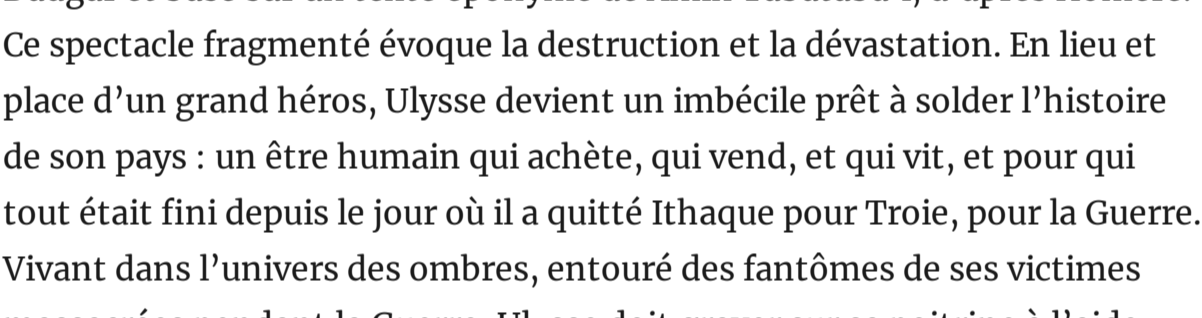 Ce spectacle fragmenté évoque la destruction et la dévastation. En lieu et
place d’un grand héros, Ulysse devient un imbécile prêt à solder l’histoire
de son pays : un être humain qui achète, qui vend, et qui vit, et pour qui
tout était fini depuis le jour où il a quitté Ithaque pour Troie, pour la Guerre.
Vivant dans l’univers des ombres, entouré des fantômes de ses victimes